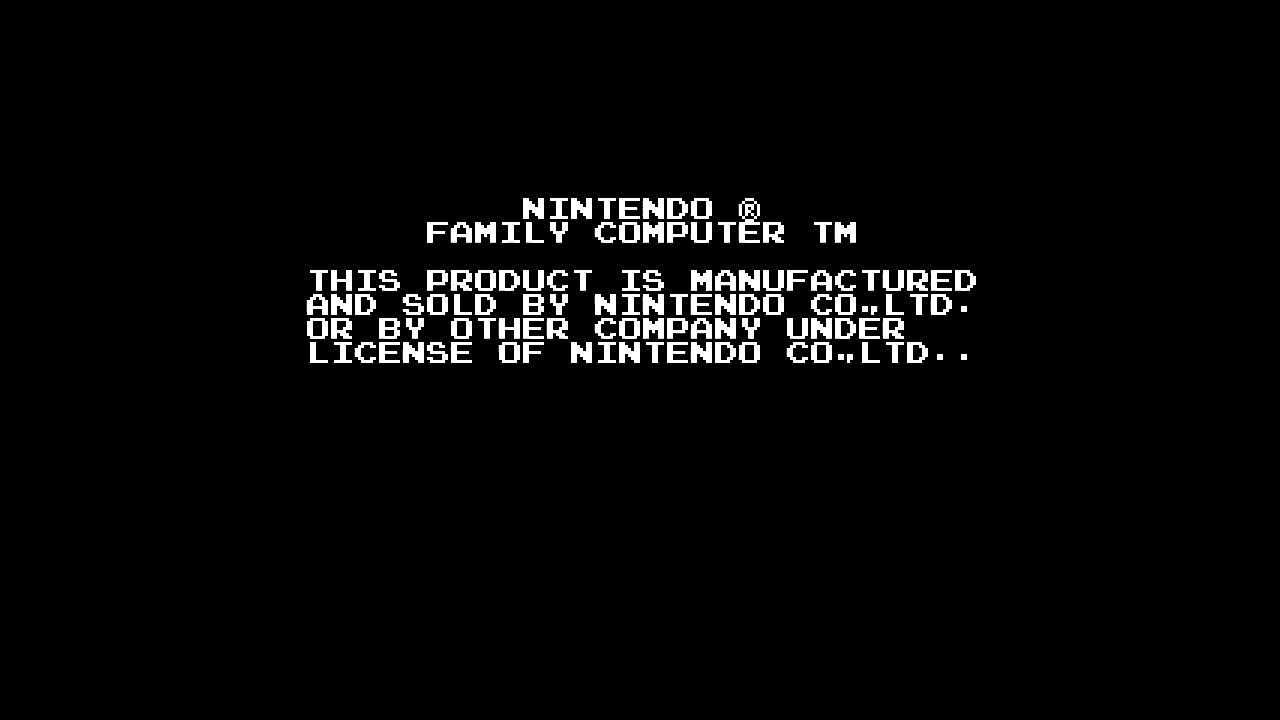 NINTENDO ®
FAMILY COMPUTER TM
THIS PRODUCT IS MANUFACTURED
AND SOLD BY NINTENDO CO.,LTD.
OR BY OTHER COMPANY UNDER
LICENSE OF NINTENDO CO.,LTD..